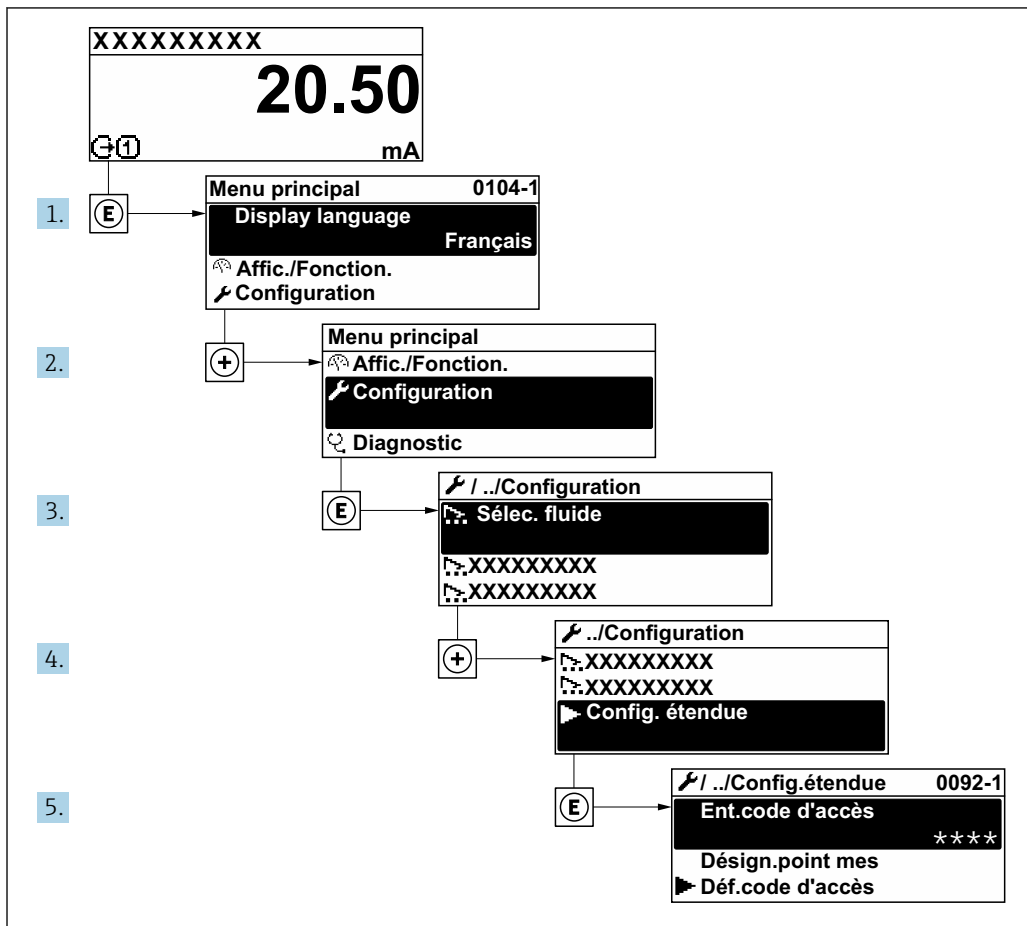 XXXXXXXXX
20.50
1 mA
1. E
Menu principal 0104-1
Display language
Français
Affic./Fonction.
Configuration
2. +
Menu principal
Affic./Fonction.
Configuration
Diagnostic
3. E
/ ../Configuration
Sélec. fluide
XXXXXXXXX
XXXXXXXXX
4. +
../Configuration
XXXXXXXXX
XXXXXXXXX
Config. étendue
5. E
/ ../Config.étendue 0092-1
Ent.code d'accès
****
Désign.point mes
Déf.code d'accès